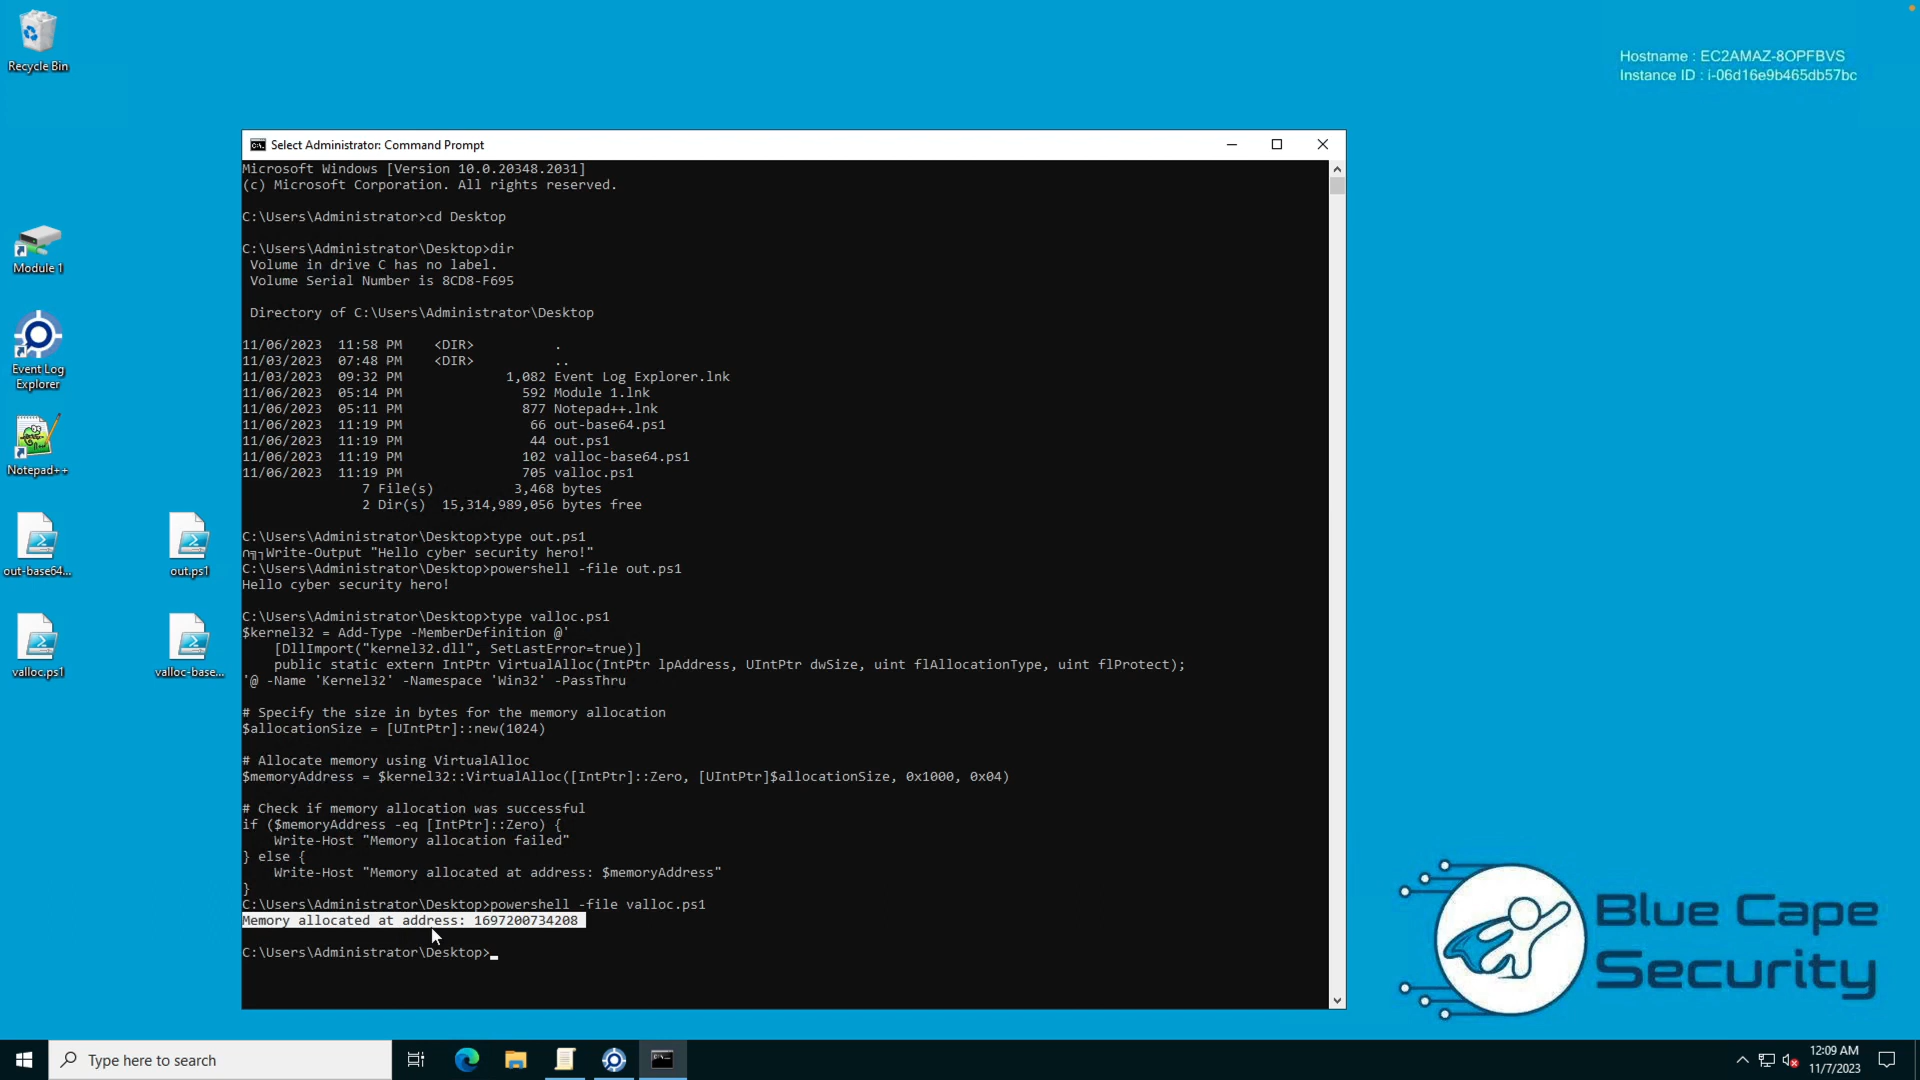 Recycle Bin
Hostname : EC2AMAZ-8OPFBVS
Instance ID : i-06d16e9b465db57bc
Module 1
Event Log
Explorer
Notepad++
out-base64...
out.ps1
valloc.ps1
valloc-base...
Select Administrator: Command Prompt
Microsoft Windows [Version 10.0.20348.2031]
(c) Microsoft Corporation. All rights reserved.
C:\Users\Administrator>cd Desktop
C:\Users\Administrator\Desktop>dir
Volume in drive C has no label.
Volume Serial Number is 8CD8-F695
Directory of C:\Users\Administrator\Desktop
11/06/2023  11:58 PM    <DIR>          .
11/03/2023  07:48 PM    <DIR>          ..
11/03/2023  09:32 PM             1,082 Event Log Explorer.lnk
11/06/2023  05:14 PM               592 Module 1.lnk
11/06/2023  05:11 PM               877 Notepad++.lnk
11/06/2023  11:19 PM                66 out-base64.ps1
11/06/2023  11:19 PM                44 out.ps1
11/06/2023  11:19 PM               102 valloc-base64.ps1
11/06/2023  11:19 PM               705 valloc.ps1
7 File(s)          3,468 bytes
2 Dir(s)  15,314,989,056 bytes free
C:\Users\Administrator\Desktop>type out.ps1
∩╗┐Write-Output "Hello cyber security hero!"
C:\Users\Administrator\Desktop>powershell -file out.ps1
Hello cyber security hero!
C:\Users\Administrator\Desktop>type valloc.ps1
$kernel32 = Add-Type -MemberDefinition @'
[DllImport("kernel32.dll", SetLastError=true)]
public static extern IntPtr VirtualAlloc(IntPtr lpAddress, UIntPtr dwSize, uint flAllocationType, uint flProtect);
'@ -Name 'Kernel32' -Namespace 'Win32' -PassThru
# Specify the size in bytes for the memory allocation
$allocationSize = [UIntPtr]::new(1024)
# Allocate memory using VirtualAlloc
$memoryAddress = $kernel32::VirtualAlloc([IntPtr]::Zero, [UIntPtr]$allocationSize, 0x1000, 0x04)
# Check if memory allocation was successful
if ($memoryAddress -eq [IntPtr]::Zero) {
Write-Host "Memory allocation failed"
} else {
Write-Host "Memory allocated at address: $memoryAddress"
}
C:\Users\Administrator\Desktop>powershell -file valloc.ps1
Memory allocated at address: 1697200734208
C:\Users\Administrator\Desktop>
Blue Cape
Security
Type here to search
12:09 AM
11/7/2023